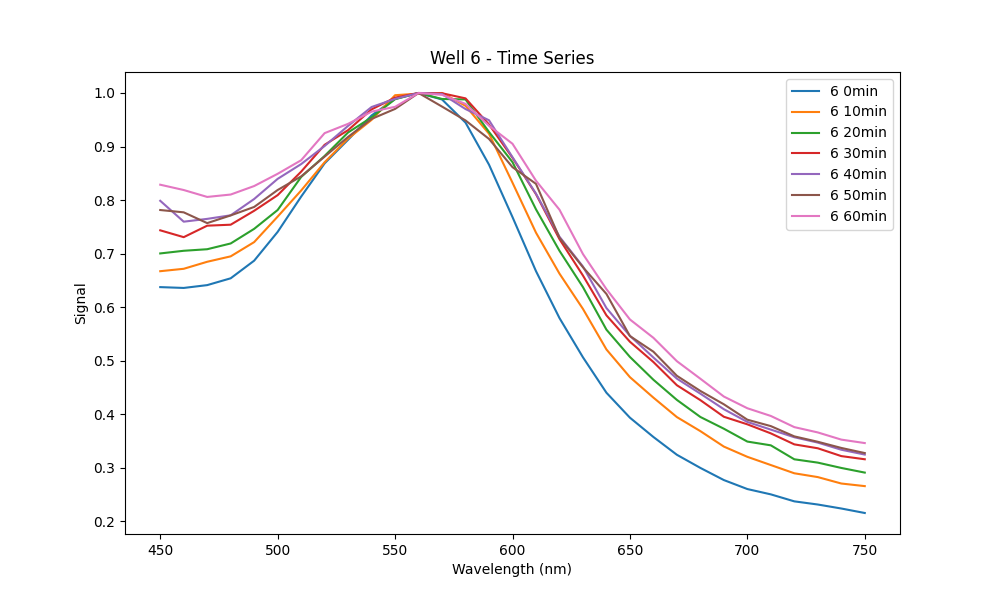 Well 6 - Time Series
Signal
1.0
0.9
0.8
0.7
0.6
0.5
0.4
0.3
0.2
6 0min
6 10min
6 20min
6 30min
6 40min
6 50min
6 60min
450 500 550 600 650 700 750
Wavelength (nm)